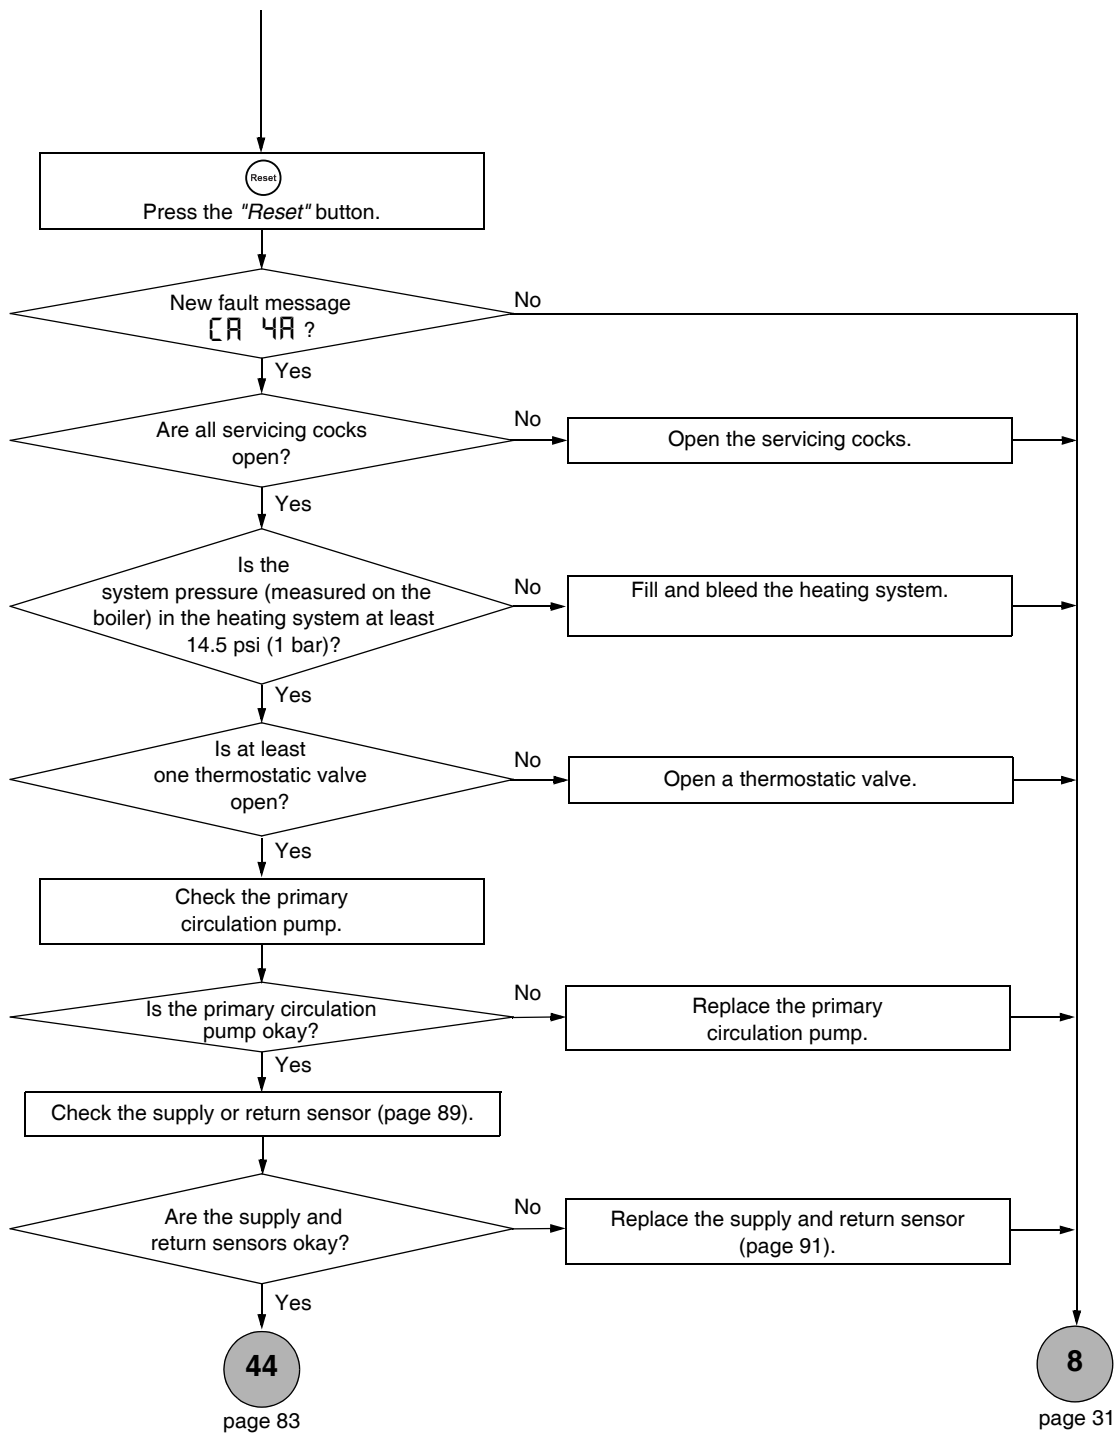 Reset
Press the "Reset" button.
New fault message
CA 4A ?
No
Yes
Are all servicing cocks
open?
No
Open the servicing cocks.
Yes
Is the
system pressure (measured on the
boiler) in the heating system at least
14.5 psi (1 bar)?
No
Fill and bleed the heating system.
Yes
Is at least
one thermostatic valve
open?
No
Open a thermostatic valve.
Yes
Check the primary
circulation pump.
Is the primary circulation
pump okay?
No
Replace the primary
circulation pump.
Yes
Check the supply or return sensor (page 89).
Are the supply and
return sensors okay?
No
Replace the supply and return sensor
(page 91).
Yes
44
page 83
8
page 31